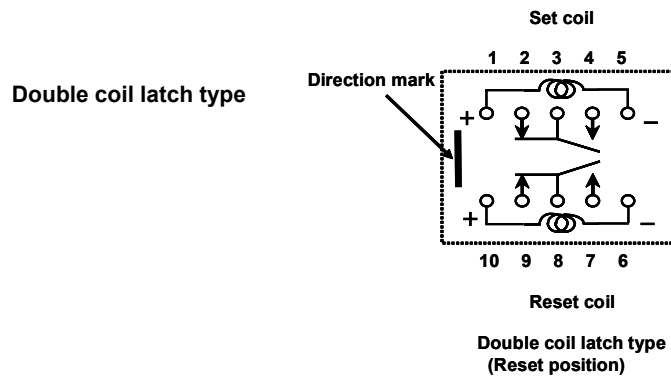 Set coil
1 2 3 4 5
Direction mark
Double coil latch type
+ –
+ –
10 9 8 7 6
Reset coil
Double coil latch type
(Reset position)